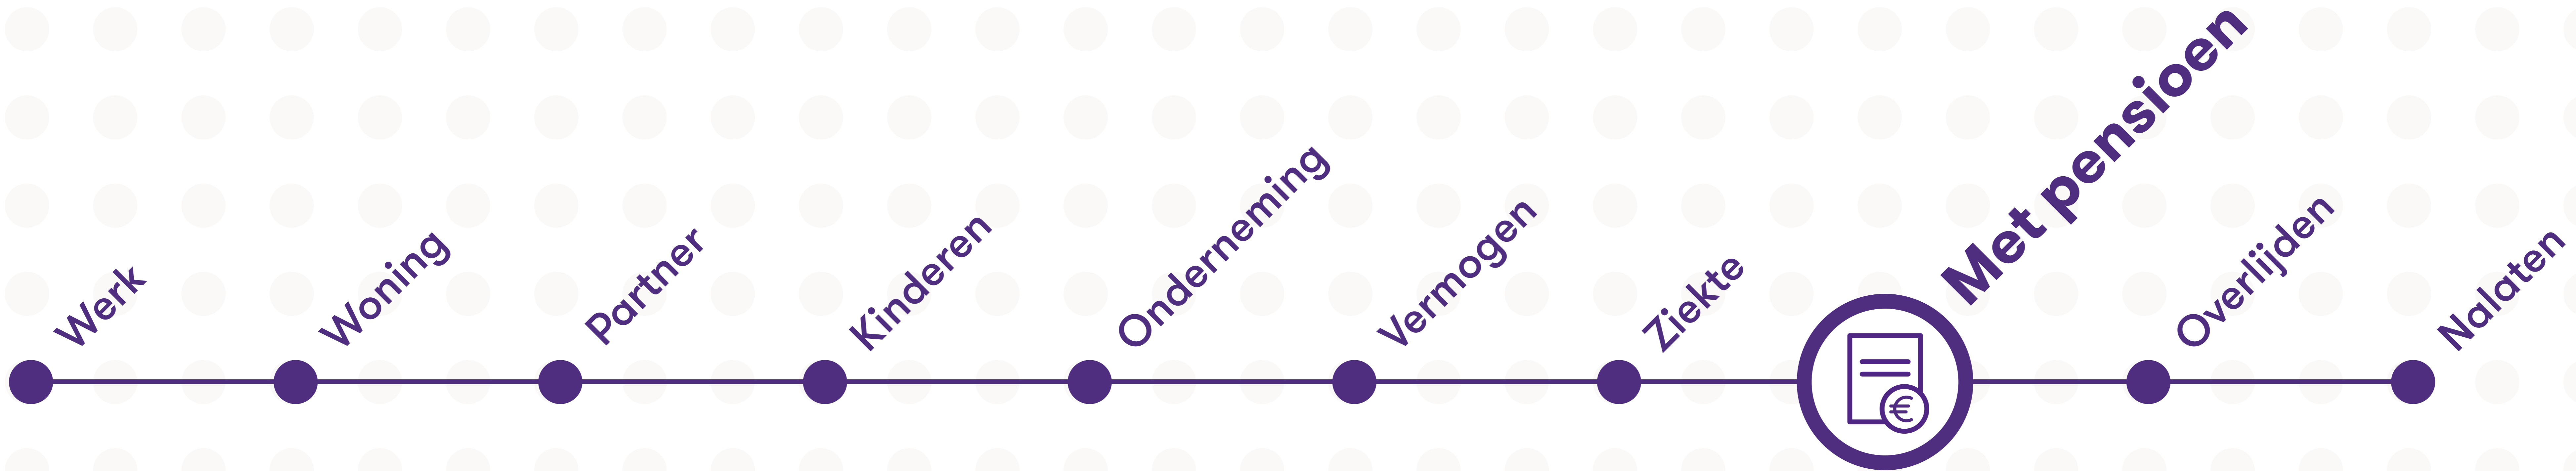 Werk
Woning
Partner
Kinderen
Onderneming
Vermogen
Ziekte
Met pensioen
€
Overlijden
Nalaten